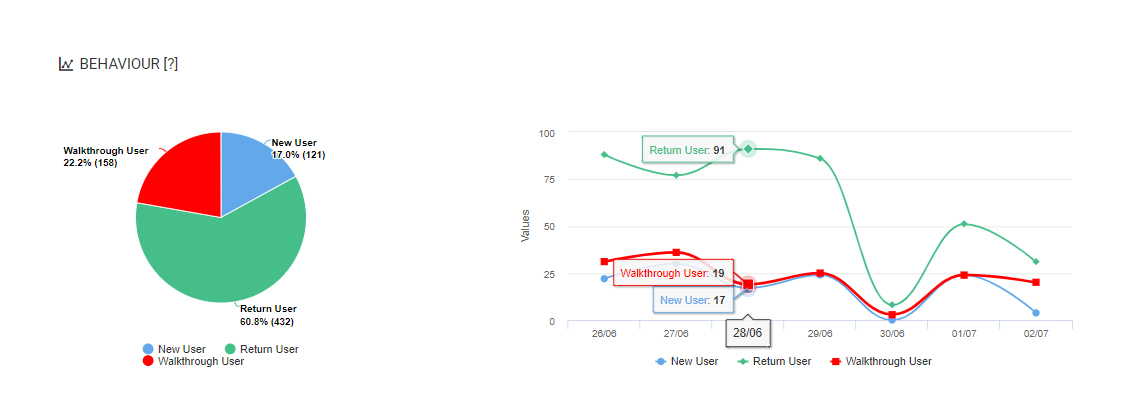 BEHAVIOUR [?]
New User
17.0% (121)
Walkthrough User
22.2% (158)
Return User
60.8% (432)
New User
Return User
Walkthrough User
Values
100
75
50
25
0
Return User: 91
Walkthrough User: 19
New User: 17
26/06
27/06
28/06
29/06
30/06
01/07
02/07
New User
Return User
Walkthrough User